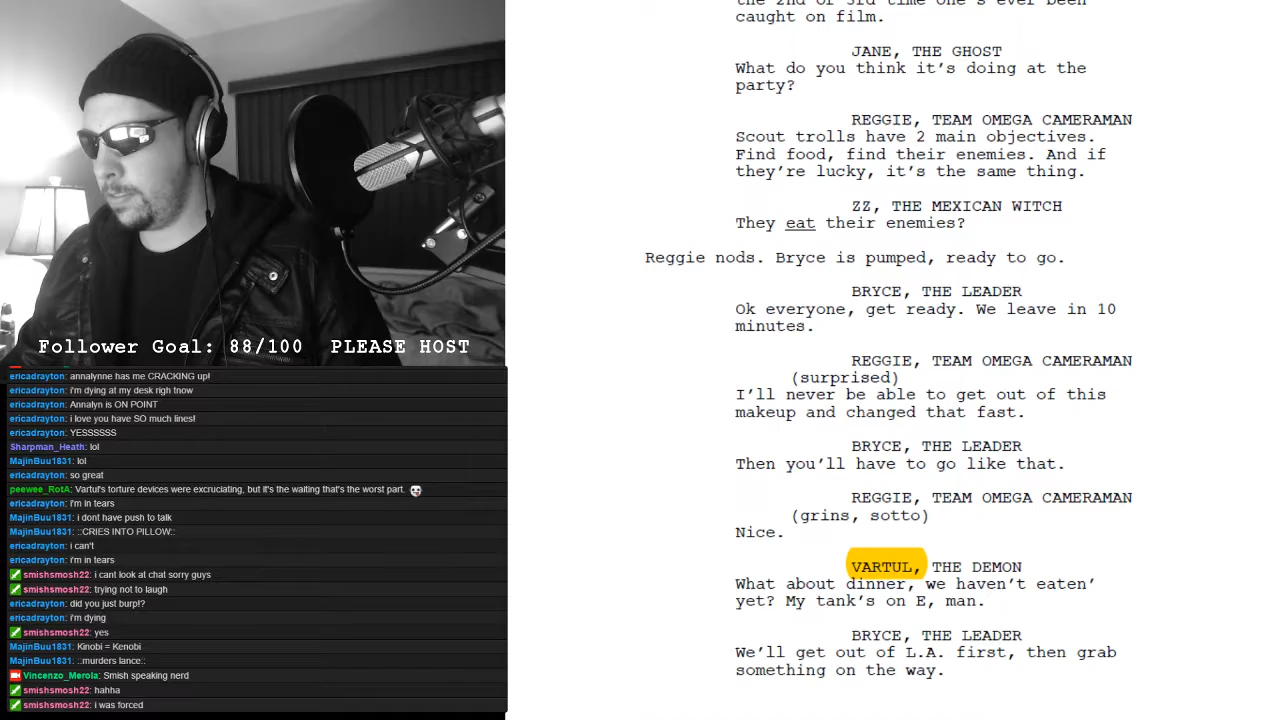 Follower Goal: 88/100 PLEASE HOST
ericadrayton: annalynne has me CRACKING up!
ericadrayton: i'm dying at my desk rigtnow
ericadrayton: Annalyn is ON POINT
ericadrayton: i love you have SO much lines!
ericadrayton: YESSSSSS
Sharpman_Heath: lol
MajinBuu1831: lol
ericadrayton: so great
peewee_RotA: Vartul's torture devices were excruciating, but it's the waiting that's the worst part.
ericadrayton: i'm in tears
MajinBuu1831: i dont have push to talk
MajinBuu1831: ::CRIES INTO PILLOW::
ericadrayton: i can't
ericadrayton: i'm in tears
smishsmosh22: i cant look at chat sorry guys
smishsmosh22: trying not to laugh
ericadrayton: did you just burp!?
ericadrayton: i'm dying
smishsmosh22: yes
MajinBuu1831: Kinobi = Kenobi
MajinBuu1831: ::murders lance::
Vincenzo_Merola: Smish speaking nerd
smishsmosh22: hahha
smishsmosh22: i was forced
the 2nd or 3rd time one's ever been
caught on film.
JANE, THE GHOST
What do you think it's doing at the
party?
REGGIE, TEAM OMEGA CAMERAMAN
Scout trolls have 2 main objectives.
Find food, find their enemies. And if
they're lucky, it's the same thing.
ZZ, THE MEXICAN WITCH
They eat their enemies?
Reggie nods. Bryce is pumped, ready to go.
BRYCE, THE LEADER
Ok everyone, get ready. We leave in 10
minutes.
REGGIE, TEAM OMEGA CAMERAMAN
(surprised)
I'll never be able to get out of this
makeup and changed that fast.
BRYCE, THE LEADER
Then you'll have to go like that.
REGGIE, TEAM OMEGA CAMERAMAN
(grins, sotto)
Nice.
VARTUL, THE DEMON
What about dinner, we haven't eaten'
yet? My tank's on E, man.
BRYCE, THE LEADER
We'll get out of L.A. first, then grab
something on the way.